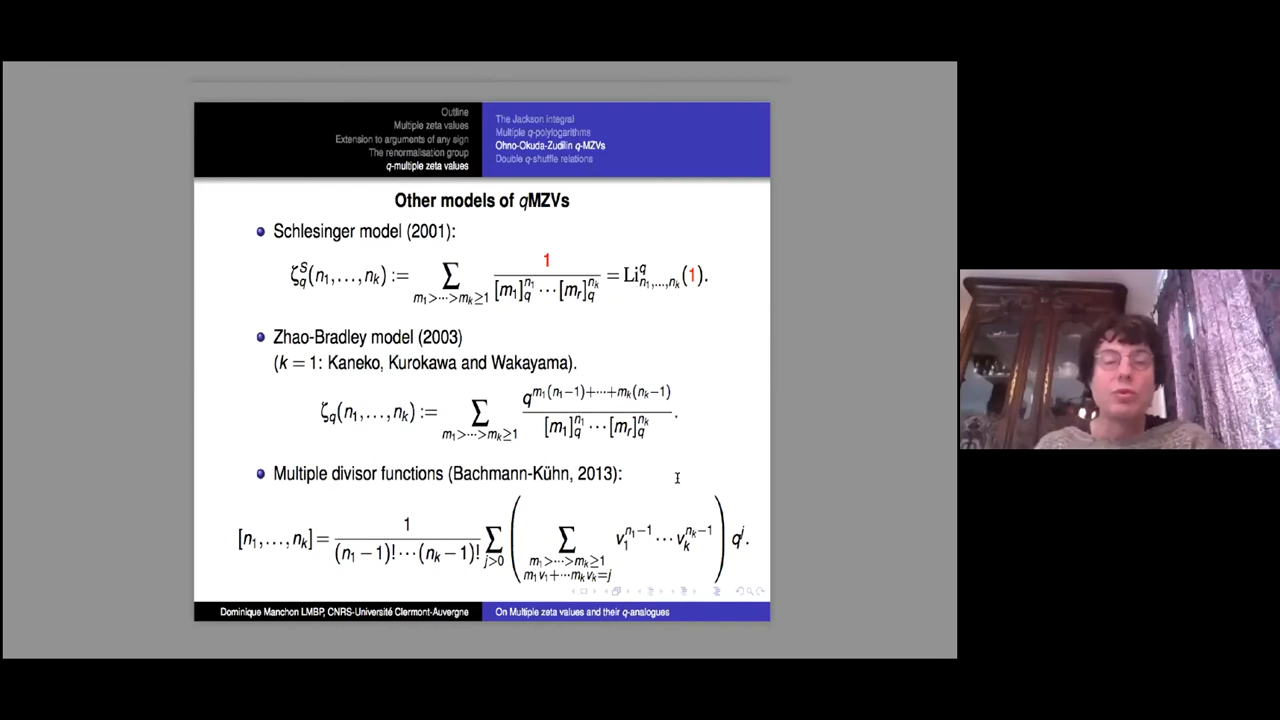 Outline
Multiple zeta values
Extension to arguments of any sign
The renormalisation group
q-multiple zeta values
The Jackson integral
Multiple q-polylogarithms
Ohno-Okuda-Zudilin q-MZVs
Double q-shuffle relations
Other models of qMZVs
Schlesinger model (2001):
ζ_q^S(n_1,…,n_k) := ∑_{m_1>⋯>m_k≥1} 1 / ([m_1]_q^{n_1} ⋯ [m_r]_q^{n_k}) = Li^q_{n_1,…,n_k}(1).
Zhao-Bradley model (2003)
(k = 1: Kaneko, Kurokawa and Wakayama).
ζ_q(n_1,…,n_k) := ∑_{m_1>⋯>m_k≥1} q^{m_1(n_1−1)+⋯+m_k(n_k−1)} / ([m_1]_q^{n_1} ⋯ [m_r]_q^{n_k}).
Multiple divisor functions (Bachmann-Kühn, 2013):
[n_1,…,n_k] = 1 / ((n_1−1)!⋯(n_k−1)!) ∑_{j>0} ( ∑_{m_1>⋯>m_k≥1, m_1v_1+⋯m_kv_k=j} v_1^{n_1−1} ⋯ v_k^{n_k−1} ) q^j.
Dominique Manchon LMBP, CNRS-Université Clermont-Auvergne
On Multiple zeta values and their q-analogues